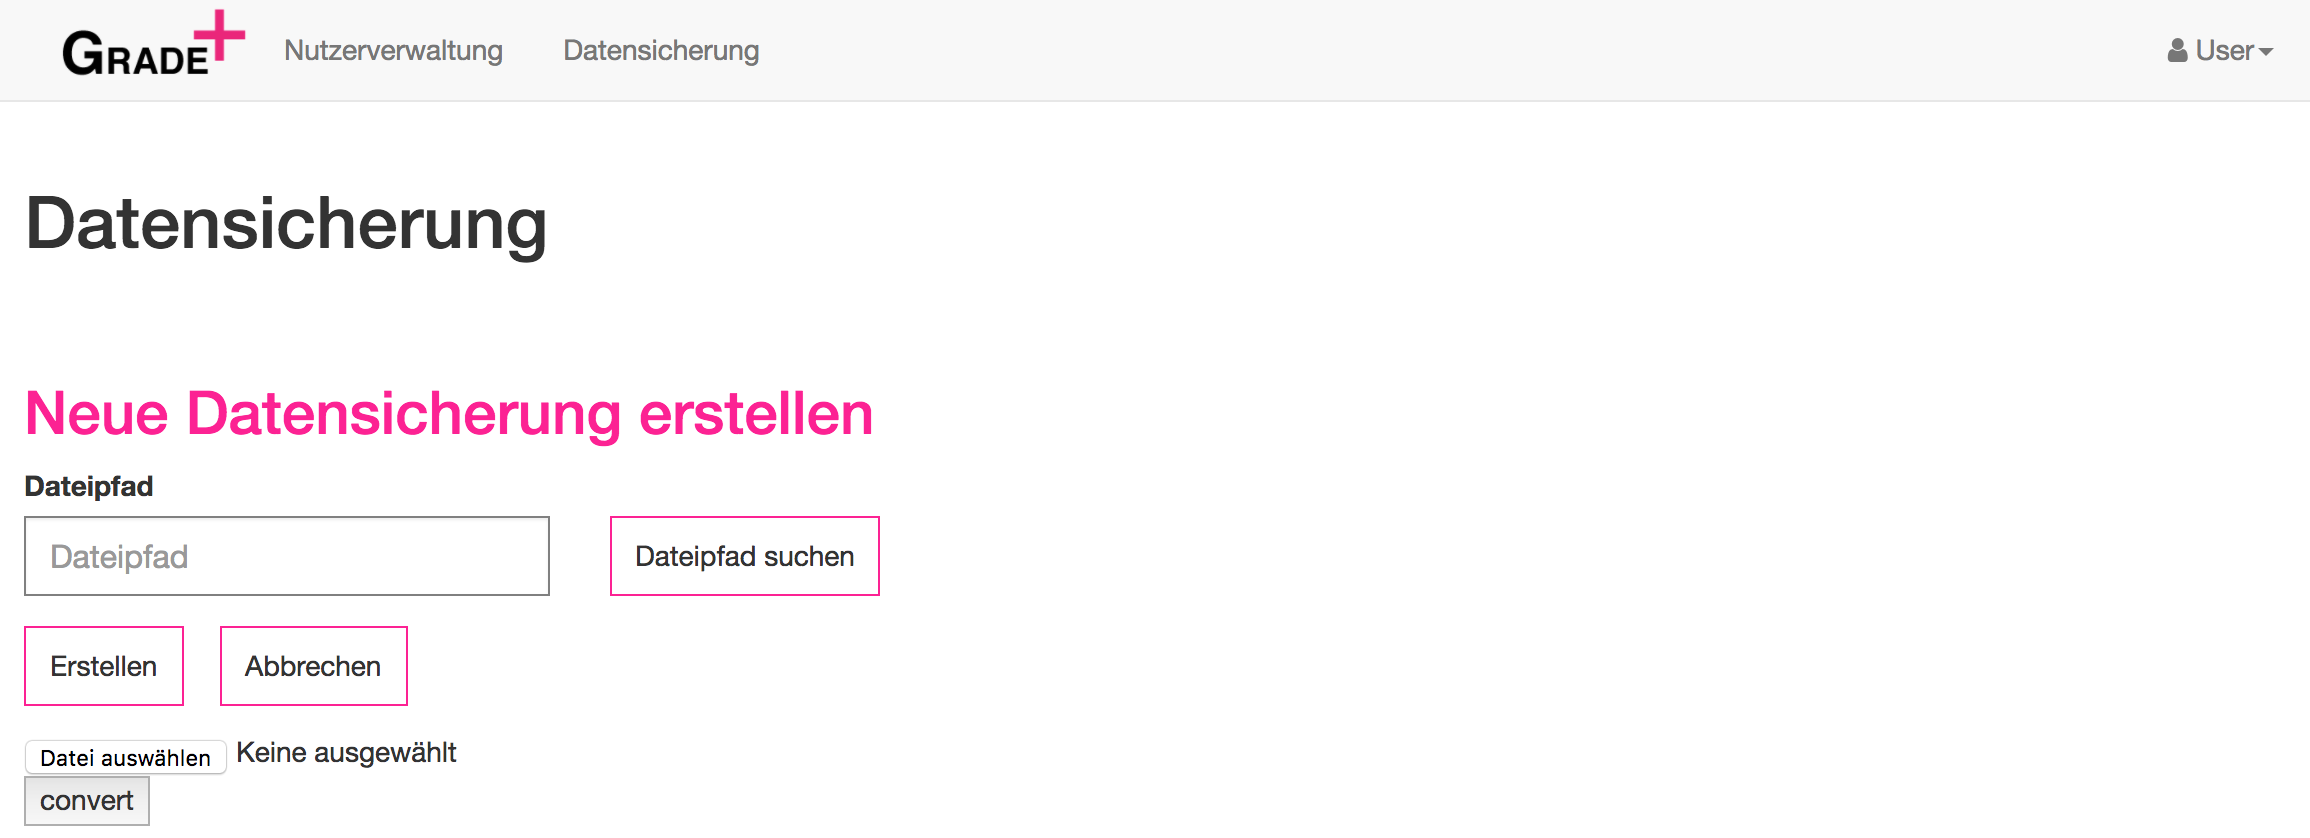 GRADE+ Nutzerverwaltung Datensicherung User
Datensicherung
Neue Datensicherung erstellen
Dateipfad
Dateipfad Dateipfad suchen
Erstellen Abbrechen
Datei auswählen Keine ausgewählt
convert